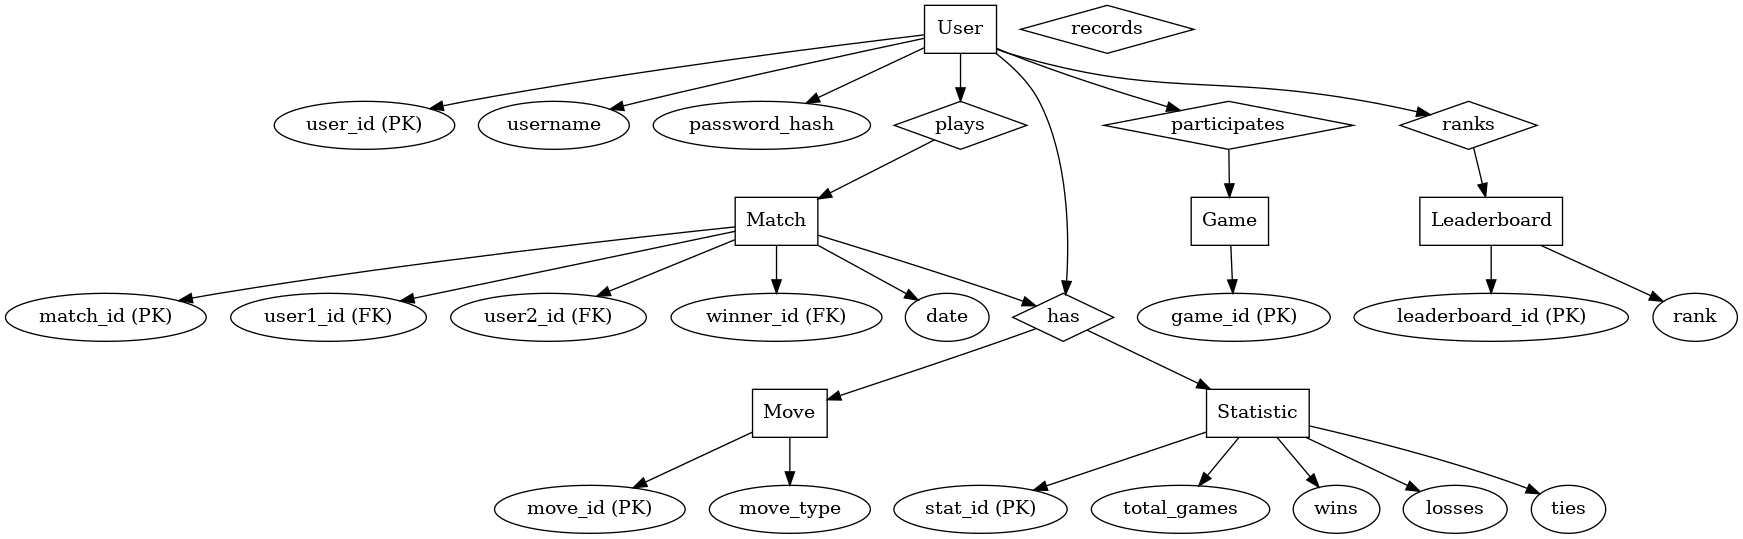 User
records
user_id (PK)
username
password_hash
plays
participates
ranks
Match
Game
Leaderboard
match_id (PK)
user1_id (FK)
user2_id (FK)
winner_id (FK)
date
has
game_id (PK)
leaderboard_id (PK)
rank
Move
Statistic
move_id (PK)
move_type
stat_id (PK)
total_games
wins
losses
ties